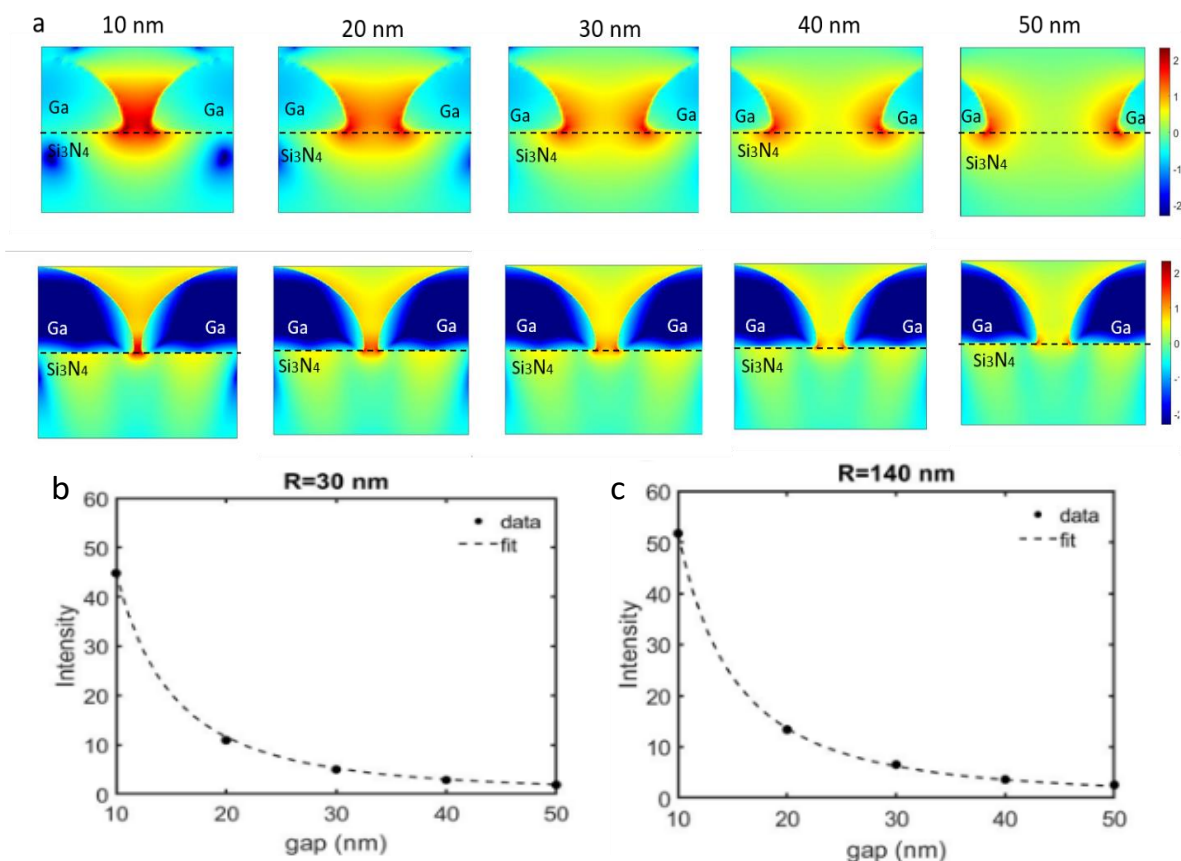 a
10 nm 20 nm 30 nm 40 nm 50 nm
Ga Ga Ga Ga Ga Ga Ga Ga Ga Ga
Si3N4 Si3N4 Si3N4 Si3N4 Si3N4
2
1
0
-1
-2
Ga Ga Ga Ga Ga Ga Ga Ga Ga Ga
Si3N4 Si3N4 Si3N4 Si3N4 Si3N4
2
1
0
-1
b
R=30 nm
60
50
40
30
20
10
0
Intensity
data
fit
10 20 30 40 50
gap (nm)
c
R=140 nm
60
50
40
30
20
10
0
Intensity
data
fit
10 20 30 40 50
gap (nm)